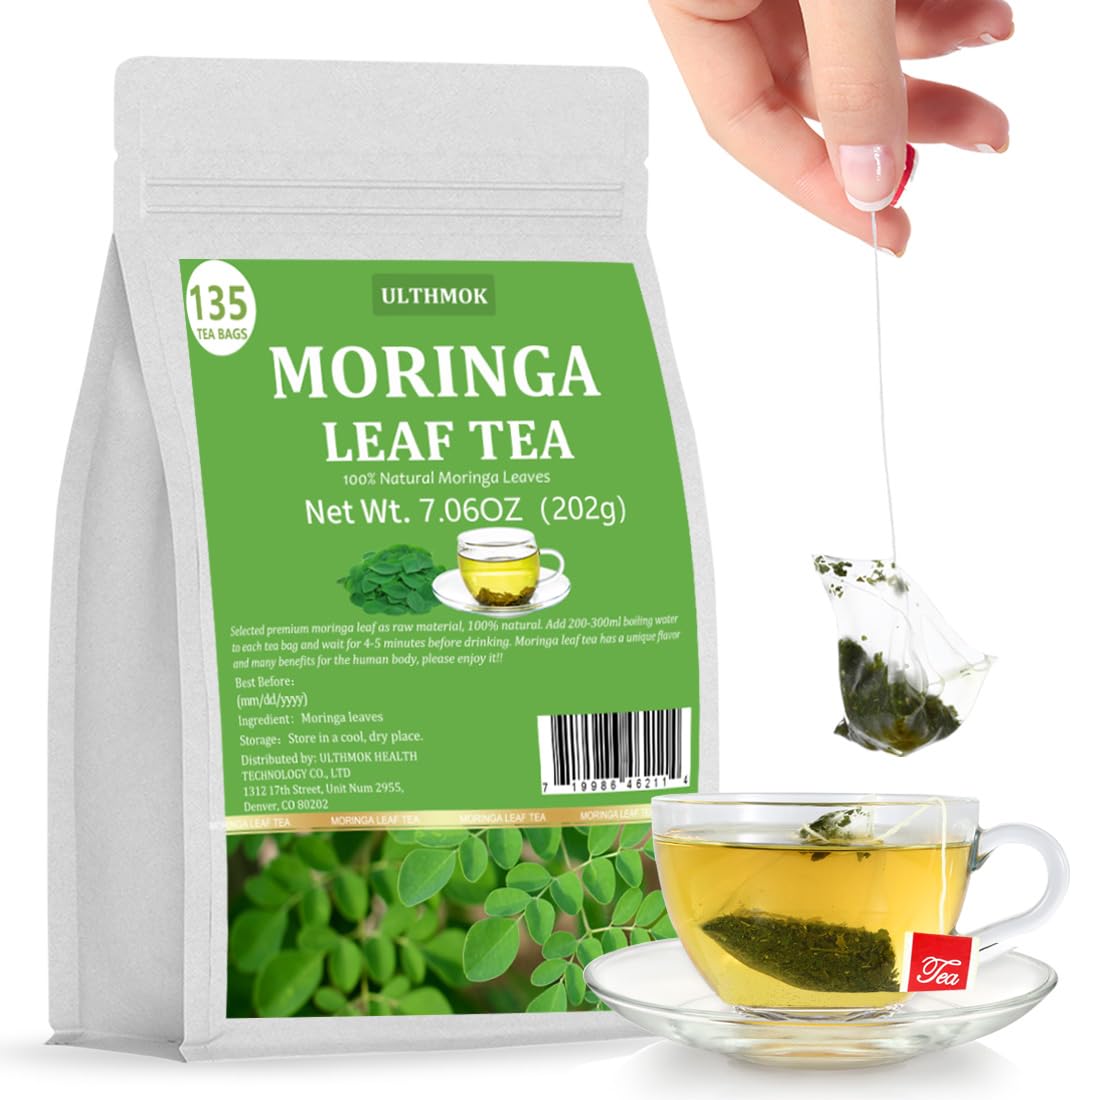 135
TEA BAGS
ULTHMOK
MORINGA
LEAF TEA
100% Natural Moringa Leaves
Net Wt. 7.06OZ (202g)
Selected premium moringa leaf as raw material, 100% natural. Add 200-300ml boiling water
to each tea bag and wait for 4-5 minutes before drinking. Moringa leaf tea has a unique flavor
and many benefits for the human body, please enjoy it!!
Best Before:
(mm/dd/yyyy)
Ingredient: Moringa leaves
Storage: Store in a cool, dry place.
Distributed by: ULTHMOK HEALTH
TECHNOLOGY CO., LTD
1312 17th Street, Unit Num 2955,
Denver, CO 80202
7 19986 46211 4
MORINGA LEAF TEA MORINGA LEAF TEA MORINGA LEAF TEA MORINGA LEAF TEA
Tea